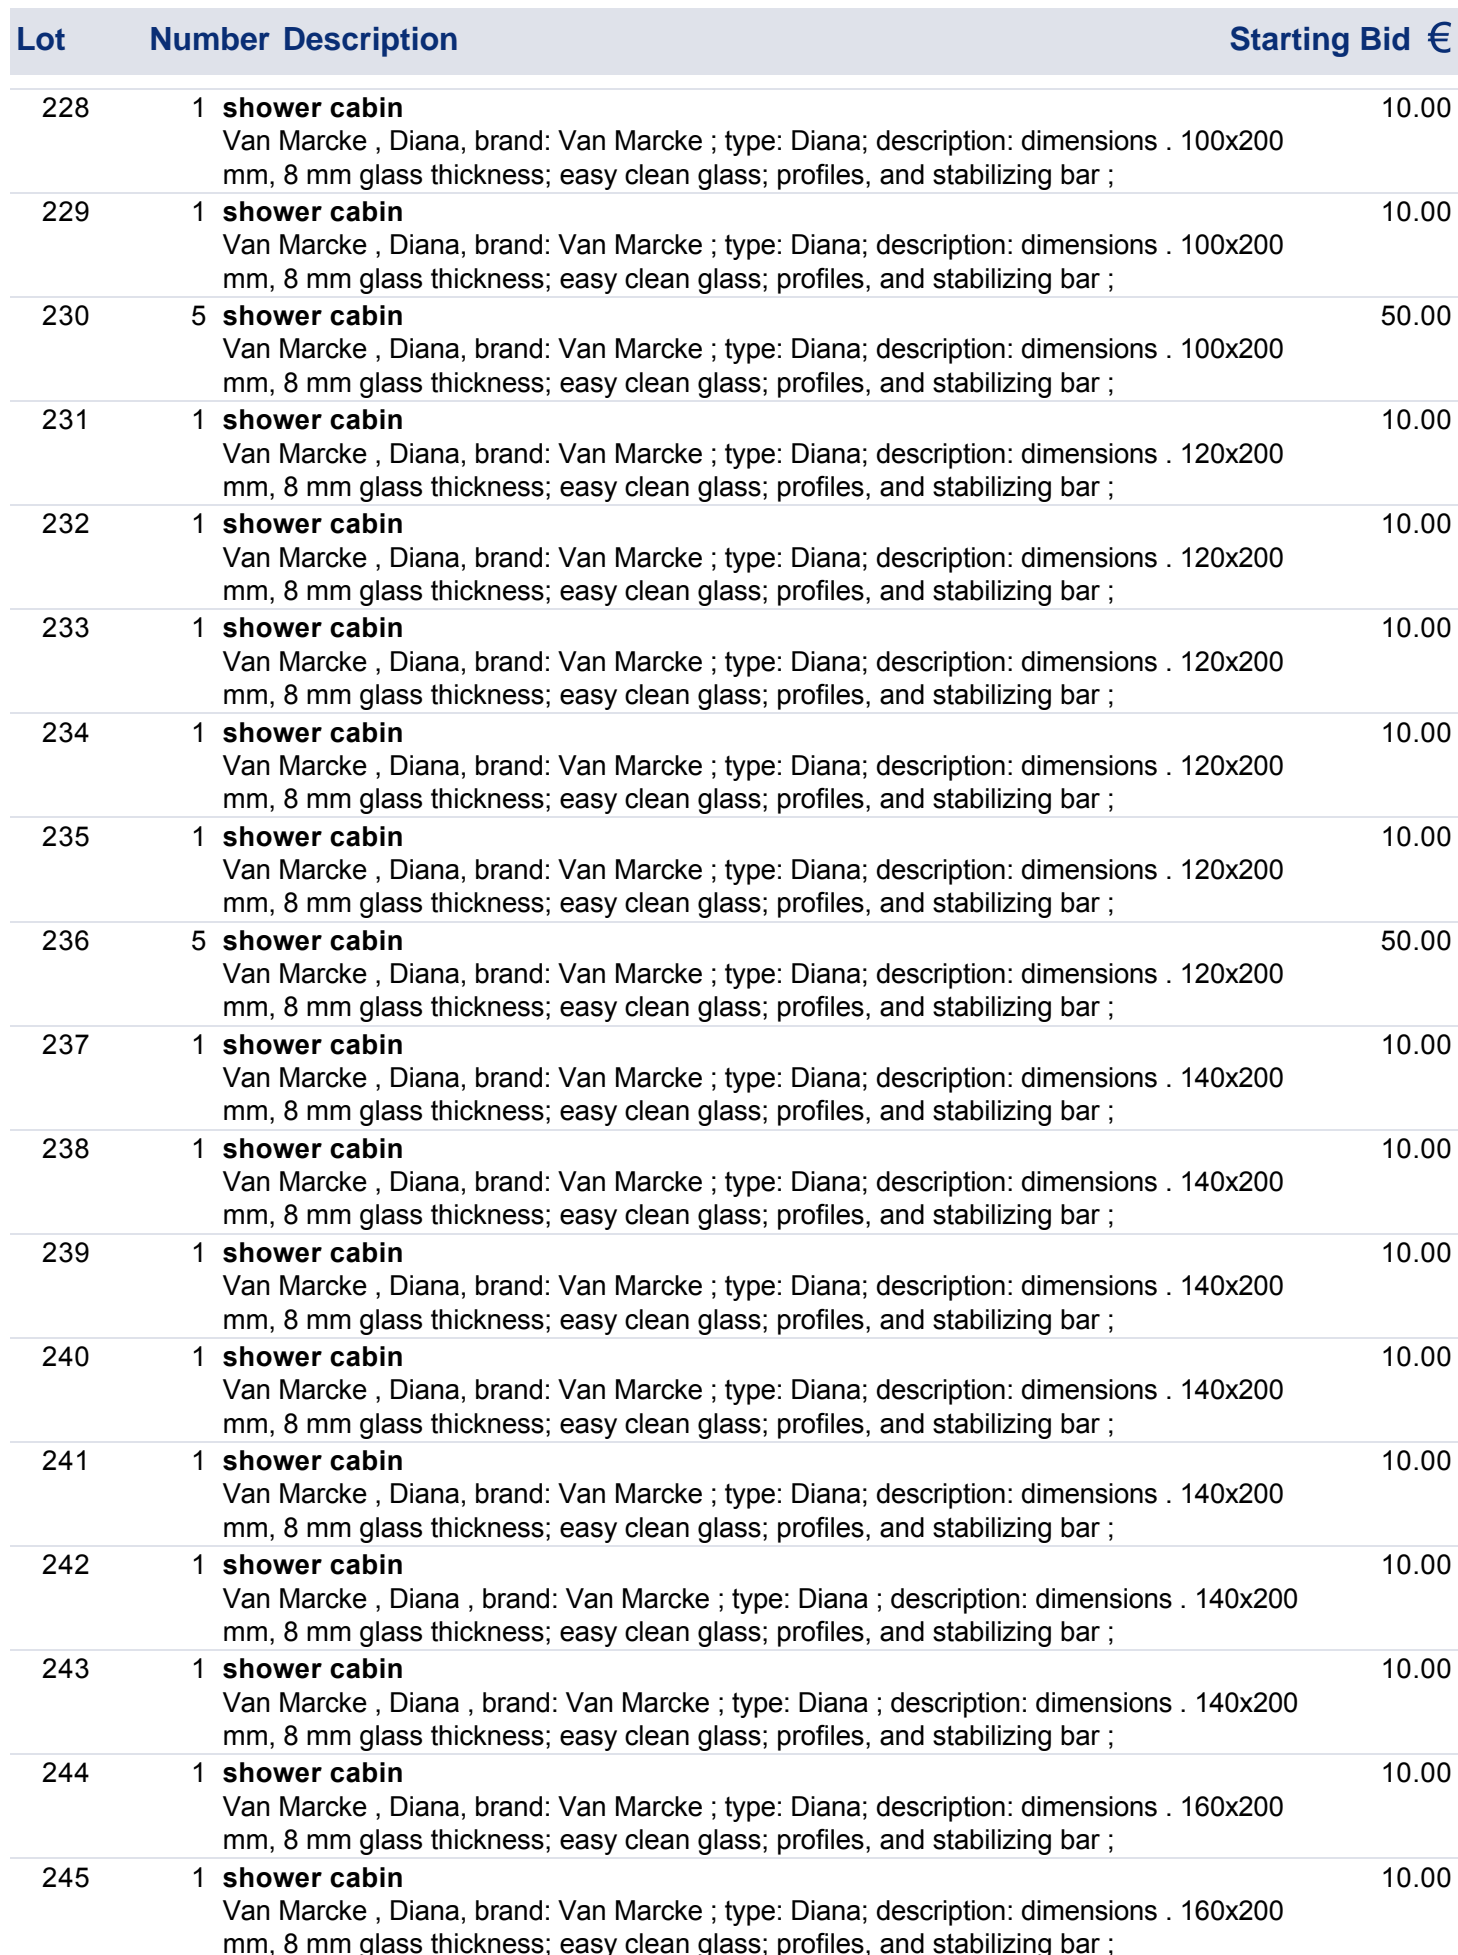 Lot Number Description Starting Bid €
228 1 shower cabin 10.00
Van Marcke , Diana, brand: Van Marcke ; type: Diana; description: dimensions . 100x200
mm, 8 mm glass thickness; easy clean glass; profiles, and stabilizing bar ;
229 1 shower cabin 10.00
Van Marcke , Diana, brand: Van Marcke ; type: Diana; description: dimensions . 100x200
mm, 8 mm glass thickness; easy clean glass; profiles, and stabilizing bar ;
230 5 shower cabin 50.00
Van Marcke , Diana, brand: Van Marcke ; type: Diana; description: dimensions . 100x200
mm, 8 mm glass thickness; easy clean glass; profiles, and stabilizing bar ;
231 1 shower cabin 10.00
Van Marcke , Diana, brand: Van Marcke ; type: Diana; description: dimensions . 120x200
mm, 8 mm glass thickness; easy clean glass; profiles, and stabilizing bar ;
232 1 shower cabin 10.00
Van Marcke , Diana, brand: Van Marcke ; type: Diana; description: dimensions . 120x200
mm, 8 mm glass thickness; easy clean glass; profiles, and stabilizing bar ;
233 1 shower cabin 10.00
Van Marcke , Diana, brand: Van Marcke ; type: Diana; description: dimensions . 120x200
mm, 8 mm glass thickness; easy clean glass; profiles, and stabilizing bar ;
234 1 shower cabin 10.00
Van Marcke , Diana, brand: Van Marcke ; type: Diana; description: dimensions . 120x200
mm, 8 mm glass thickness; easy clean glass; profiles, and stabilizing bar ;
235 1 shower cabin 10.00
Van Marcke , Diana, brand: Van Marcke ; type: Diana; description: dimensions . 120x200
mm, 8 mm glass thickness; easy clean glass; profiles, and stabilizing bar ;
236 5 shower cabin 50.00
Van Marcke , Diana, brand: Van Marcke ; type: Diana; description: dimensions . 120x200
mm, 8 mm glass thickness; easy clean glass; profiles, and stabilizing bar ;
237 1 shower cabin 10.00
Van Marcke , Diana, brand: Van Marcke ; type: Diana; description: dimensions . 140x200
mm, 8 mm glass thickness; easy clean glass; profiles, and stabilizing bar ;
238 1 shower cabin 10.00
Van Marcke , Diana, brand: Van Marcke ; type: Diana; description: dimensions . 140x200
mm, 8 mm glass thickness; easy clean glass; profiles, and stabilizing bar ;
239 1 shower cabin 10.00
Van Marcke , Diana, brand: Van Marcke ; type: Diana; description: dimensions . 140x200
mm, 8 mm glass thickness; easy clean glass; profiles, and stabilizing bar ;
240 1 shower cabin 10.00
Van Marcke , Diana, brand: Van Marcke ; type: Diana; description: dimensions . 140x200
mm, 8 mm glass thickness; easy clean glass; profiles, and stabilizing bar ;
241 1 shower cabin 10.00
Van Marcke , Diana, brand: Van Marcke ; type: Diana; description: dimensions . 140x200
mm, 8 mm glass thickness; easy clean glass; profiles, and stabilizing bar ;
242 1 shower cabin 10.00
Van Marcke , Diana , brand: Van Marcke ; type: Diana ; description: dimensions . 140x200
mm, 8 mm glass thickness; easy clean glass; profiles, and stabilizing bar ;
243 1 shower cabin 10.00
Van Marcke , Diana , brand: Van Marcke ; type: Diana ; description: dimensions . 140x200
mm, 8 mm glass thickness; easy clean glass; profiles, and stabilizing bar ;
244 1 shower cabin 10.00
Van Marcke , Diana, brand: Van Marcke ; type: Diana; description: dimensions . 160x200
mm, 8 mm glass thickness; easy clean glass; profiles, and stabilizing bar ;
245 1 shower cabin 10.00
Van Marcke , Diana, brand: Van Marcke ; type: Diana; description: dimensions . 160x200
mm, 8 mm glass thickness; easy clean glass; profiles, and stabilizing bar ;